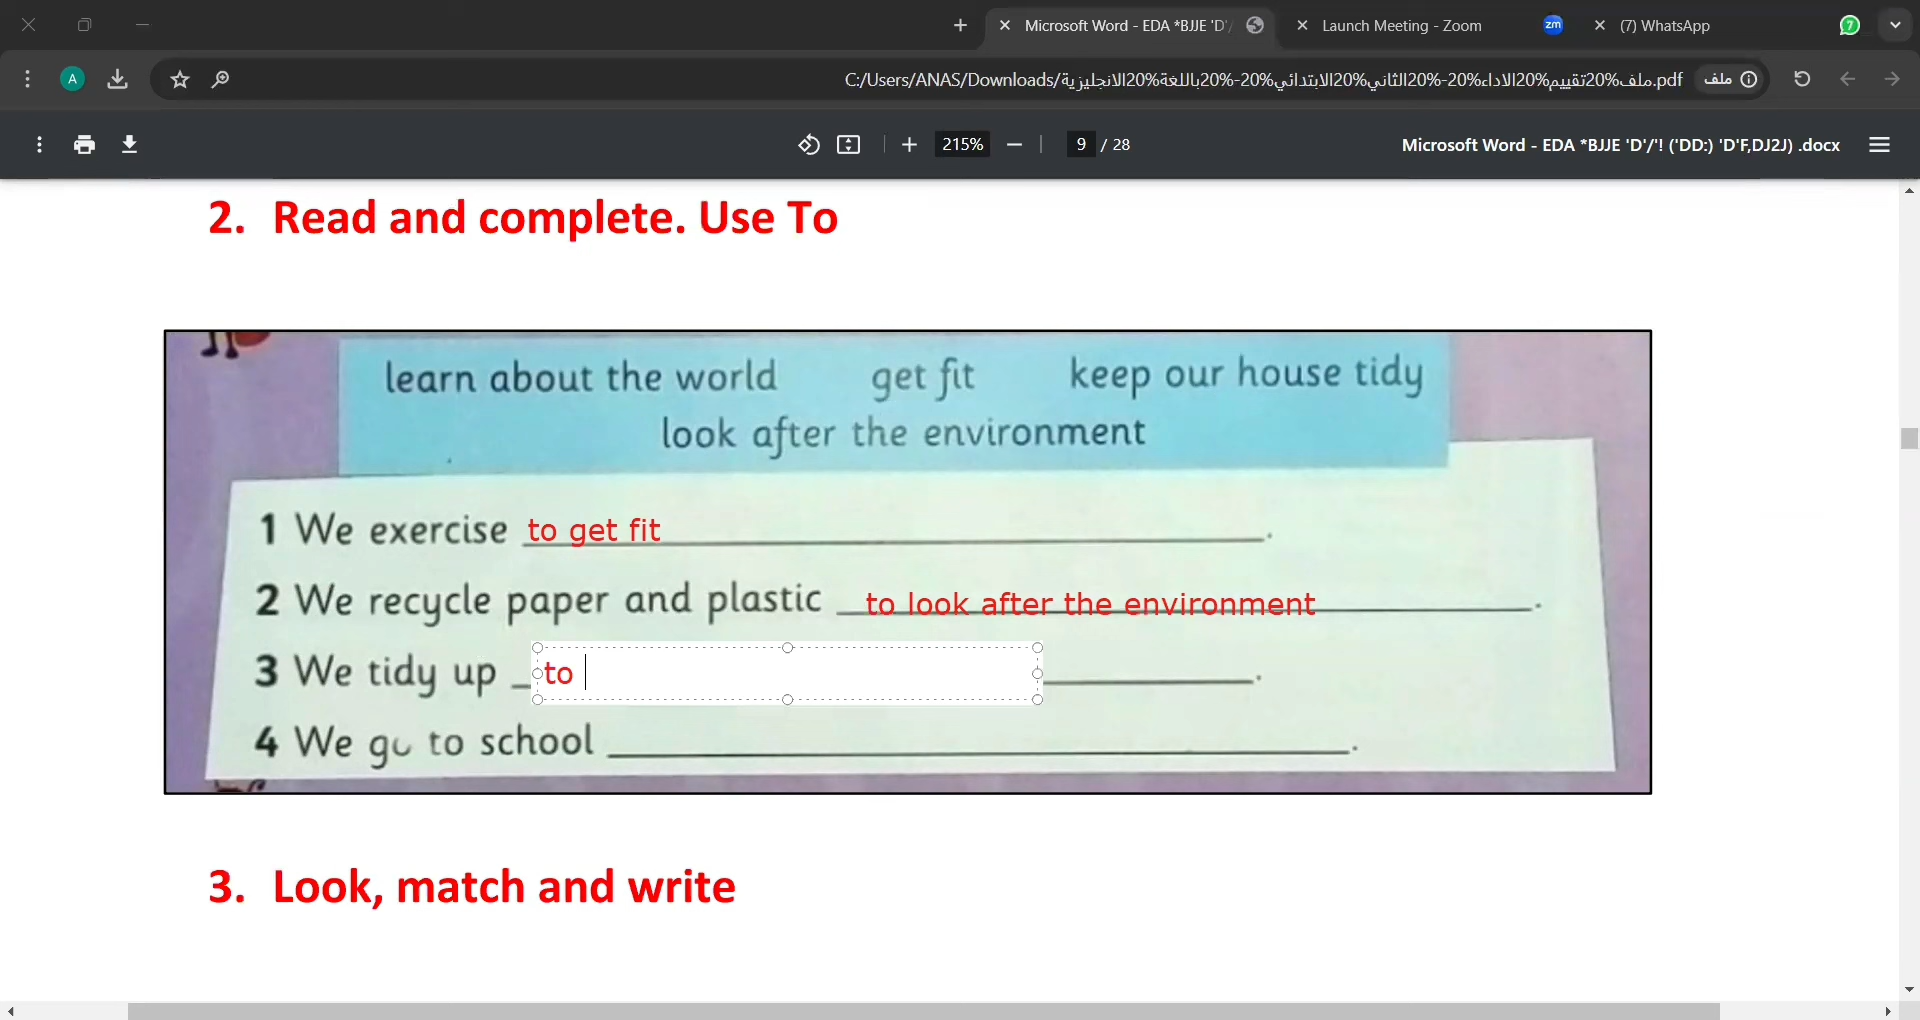 Microsoft Word - EDA *BJJE 'D'/
Launch Meeting - Zoom
zm
(7) WhatsApp
7
A
C:/Users/ANAS/Downloads/ملف%20تقييم%20الاداء%20-%20الثاني%20الابتدائي%20-%20باللغة%20الانجليزية.pdf
ملف
215%
9 / 28
Microsoft Word - EDA *BJJE 'D'/'! ('DD:) 'D'F,DJ2J) .docx
2. Read and complete. Use To
learn about the world get fit keep our house tidy
look after the environment
1 We exercise to get fit.
2 We recycle paper and plastic to look after the environment.
3 We tidy up to .
4 We go to school .
3. Look, match and write